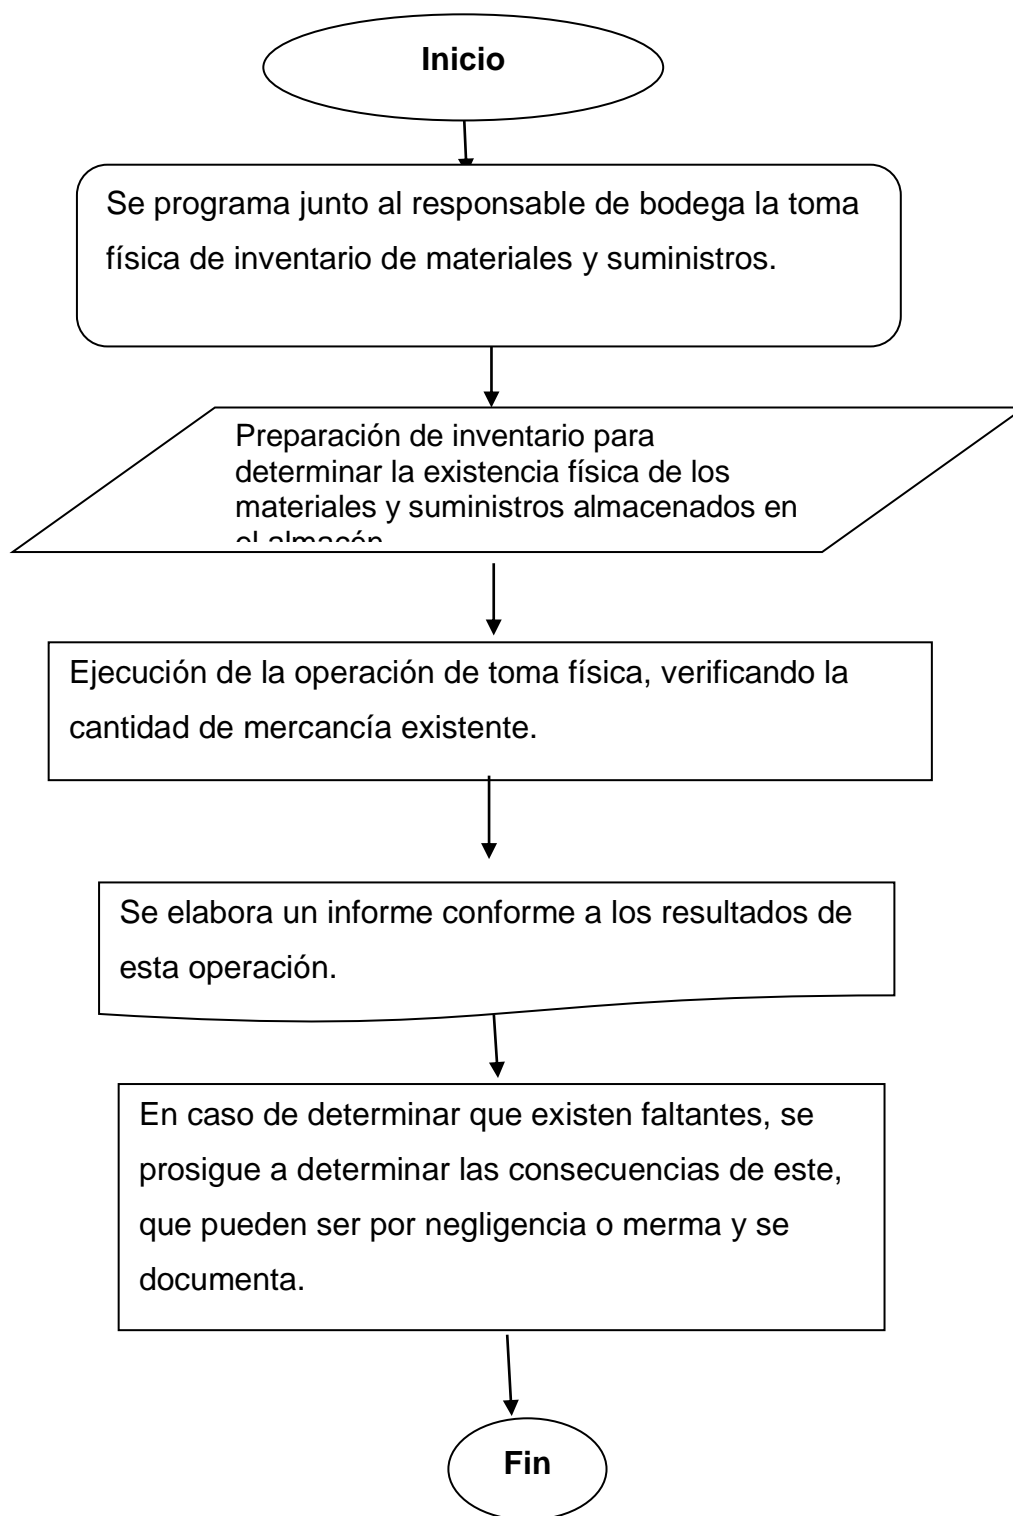 Inicio
Se programa junto al responsable de bodega la toma
física de inventario de materiales y suministros.
Preparación de inventario para
determinar la existencia física de los
materiales y suministros almacenados en
el almacén
Ejecución de la operación de toma física, verificando la
cantidad de mercancía existente.
Se elabora un informe conforme a los resultados de
esta operación.
En caso de determinar que existen faltantes, se
prosigue a determinar las consecuencias de este,
que pueden ser por negligencia o merma y se
documenta.
Fin